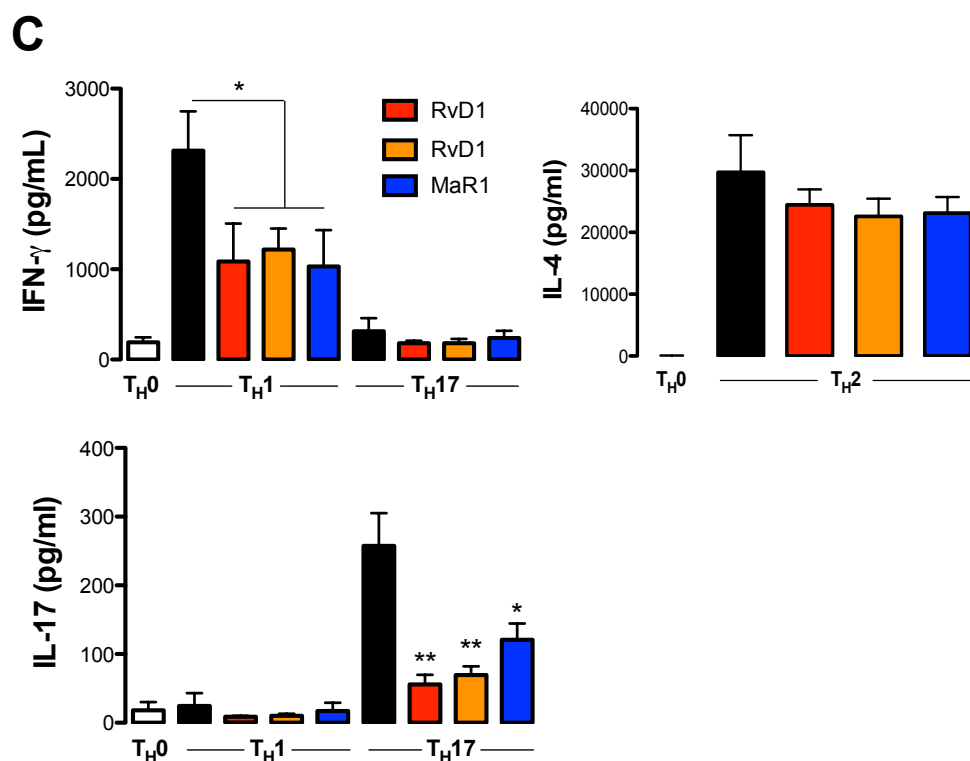 C
IFN-γ (pg/mL)
3000
2000
1000
0
*
RvD1
RvD1
MaR1
TH0
TH1
TH17
IL-4 (pg/ml)
40000
30000
20000
10000
0
TH0
TH2
IL-17 (pg/ml)
400
300
200
100
0
**
**
*
TH0
TH1
TH17